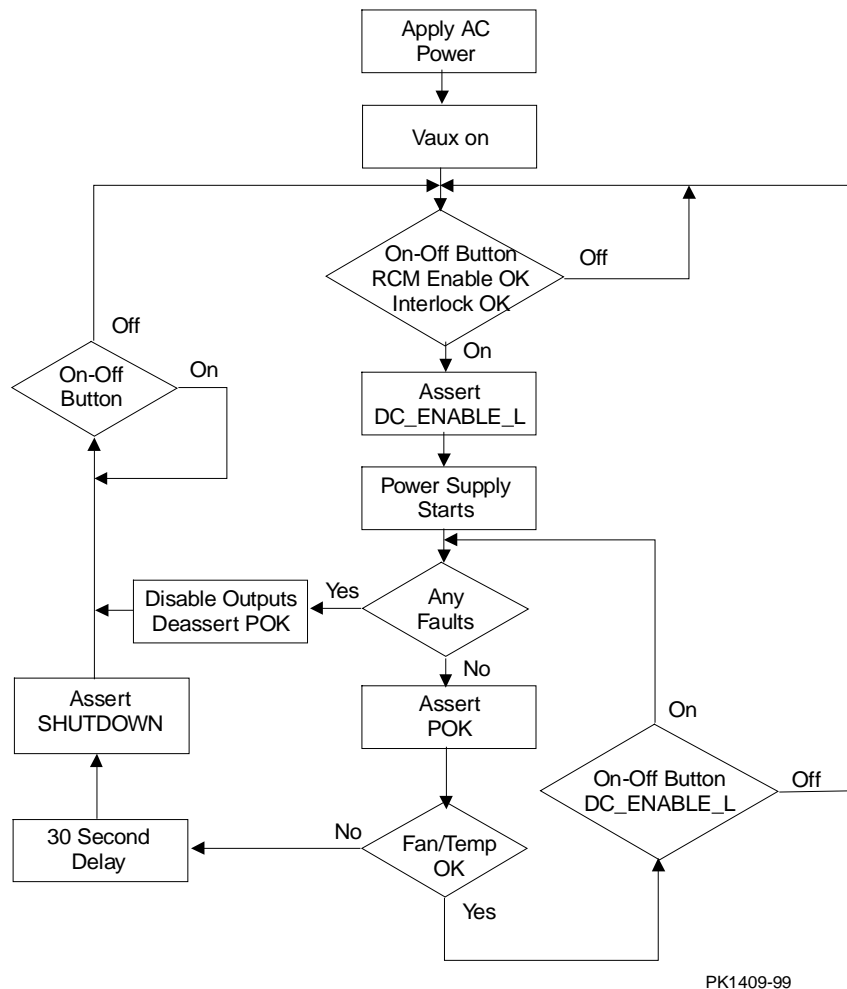 Apply AC
Power
Vaux on
On-Off Button
RCM Enable OK
Interlock OK
Off
On
Off
On-Off
Button
On
Assert
DC_ENABLE_L
Power Supply
Starts
Any
Faults
Yes
Disable Outputs
Deassert POK
No
Assert
SHUTDOWN
Assert
POK
On
On-Off Button
DC_ENABLE_L
Off
30 Second
Delay
No
Fan/Temp
OK
Yes
PK1409-99